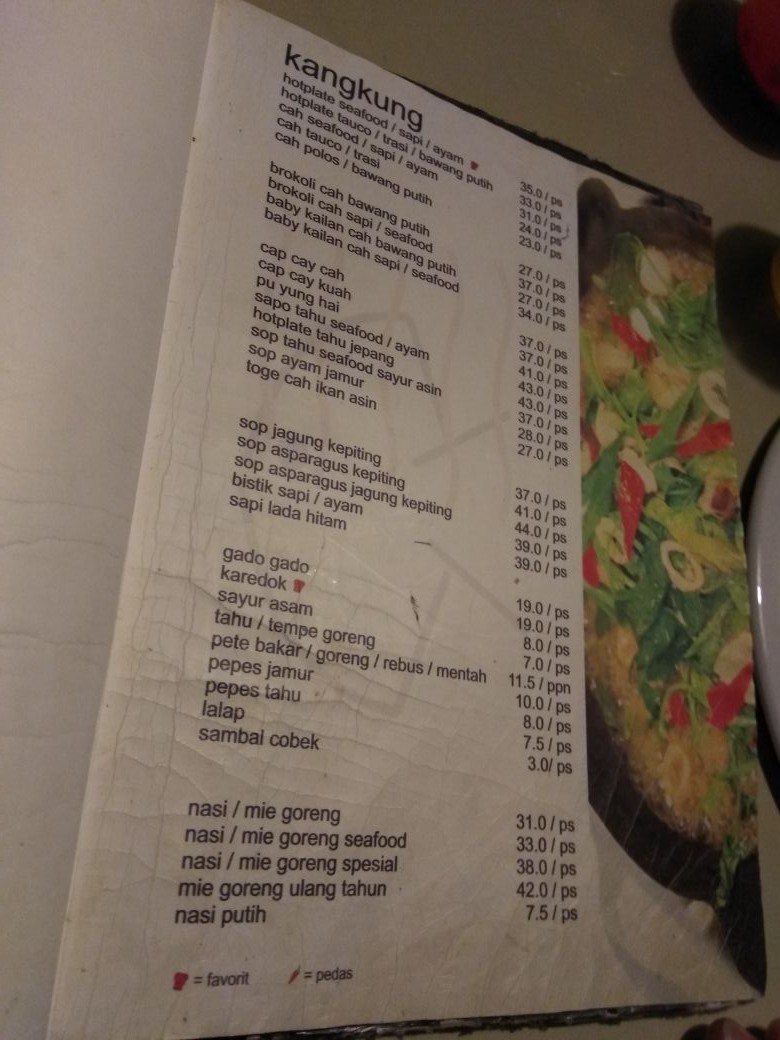 kangkung
hotplate seafood / sapi / ayam 35.0 / ps
hotplate tauco / trasi / bawang putih 33.0 / ps
cah seafood / sapi / ayam 31.0 / ps
cah tauco / trasi 24.0 / ps
cah polos / bawang putih 23.0 / ps
brokoli cah bawang putih 27.0 / ps
brokoli cah sapi / seafood 37.0 / ps
baby kailan cah bawang putih 27.0 / ps
baby kailan cah sapi / seafood 34.0 / ps
cap cay cah 37.0 / ps
cap cay kuah 37.0 / ps
pu yung hai 41.0 / ps
sapo tahu seafood / ayam 43.0 / ps
hotplate tahu jepang 43.0 / ps
sop tahu seafood sayur asin 37.0 / ps
sop ayam jamur 28.0 / ps
toge cah ikan asin 27.0 / ps
sop jagung kepiting 37.0 / ps
sop asparagus kepiting 41.0 / ps
sop asparagus jagung kepiting 44.0 / ps
bistik sapi / ayam 39.0 / ps
sapi lada hitam 39.0 / ps
gado gado 19.0 / ps
karedok 19.0 / ps
sayur asam 8.0 / ps
tahu / tempe goreng 7.0 / ps
pete bakar / goreng / rebus / mentah 11.5 / ppn
pepes jamur 10.0 / ps
pepes tahu 8.0 / ps
lalap 7.5 / ps
sambal cobek 3.0/ ps
nasi / mie goreng 31.0 / ps
nasi / mie goreng seafood 33.0 / ps
nasi / mie goreng spesial 38.0 / ps
mie goreng ulang tahun 42.0 / ps
nasi putih 7.5 / ps
= favorit = pedas